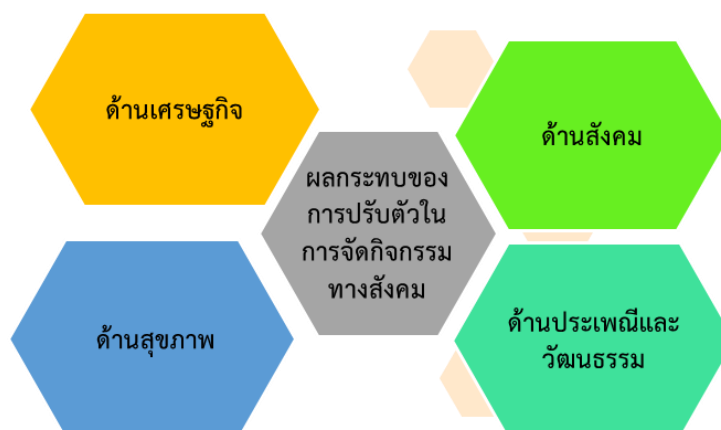 ด้านเศรษฐกิจ
ด้านสังคม
ผลกระทบของ
การปรับตัวใน
การจัดกิจกรรม
ทางสังคม
ด้านสุขภาพ
ด้านประเพณีและ
วัฒนธรรม